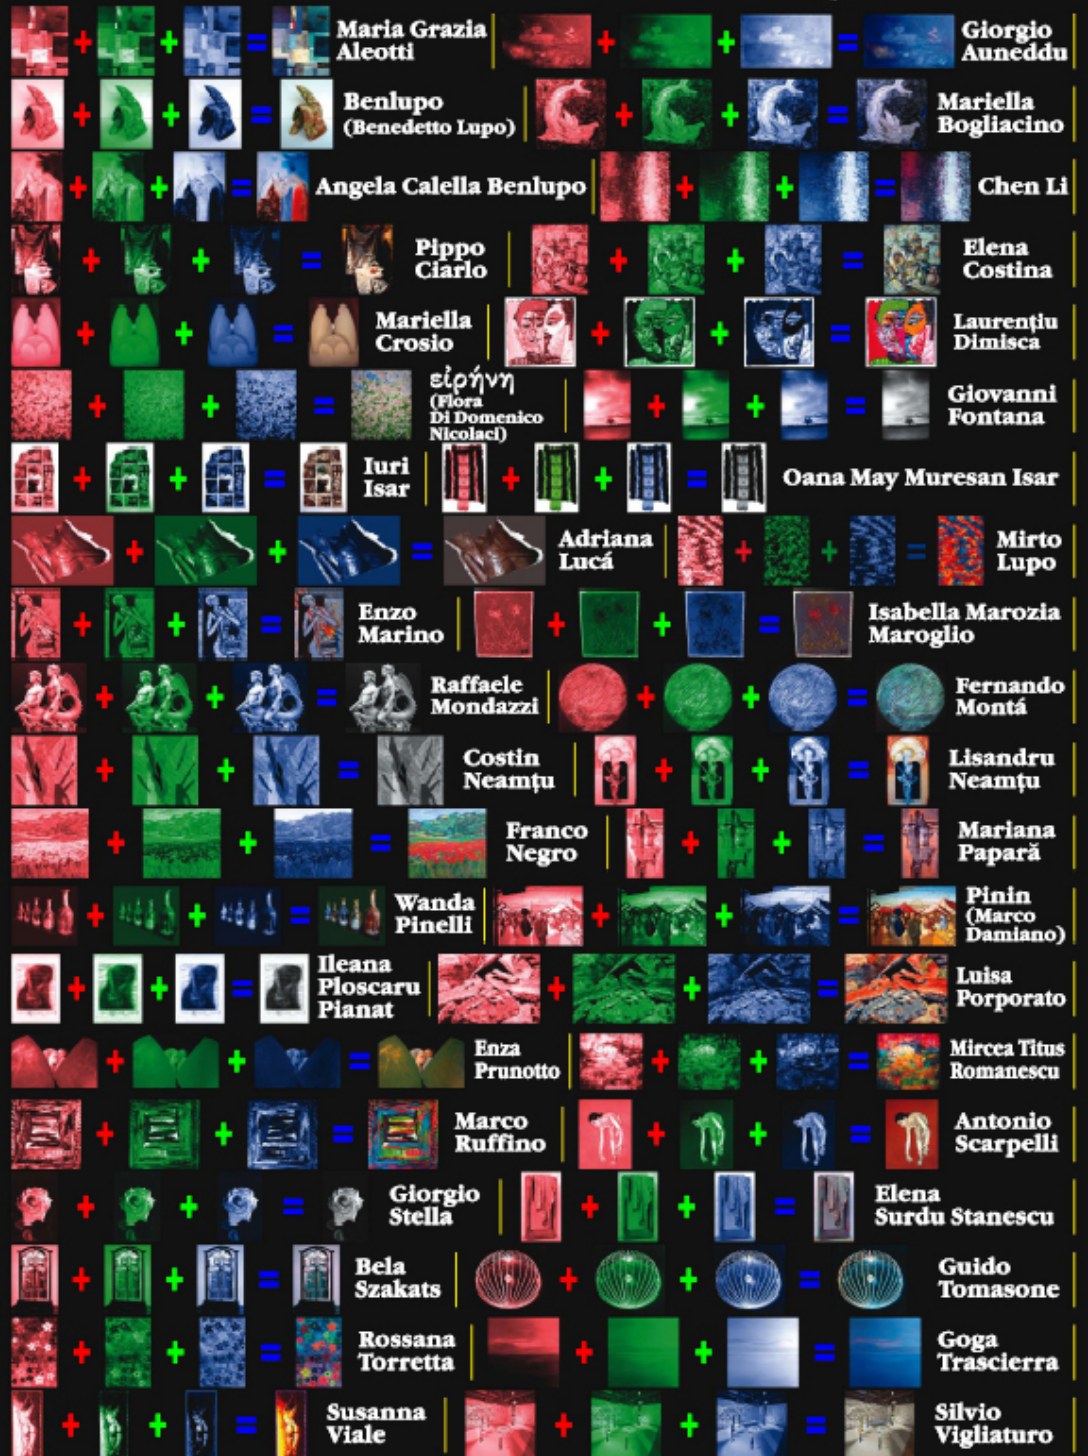 Maria Grazia
Aleotti
Giorgio
Auneddu
Benlupo
(Benedetto Lupo)
Mariella
Bogliacino
Angela Calella Benlupo
Chen Li
Pippo
Ciarlo
Elena
Costina
Mariella
Crosio
Laurențiu
Dimisca
εἰρήνη
(Flora
Di Domenico
Nicolaci)
Giovanni
Fontana
Iuri
Isar
Oana May Muresan Isar
Adriana
Lucá
Mirto
Lupo
Enzo
Marino
Isabella Marozia
Maroglio
Raffaele
Mondazzi
Fernando
Montá
Costin
Neamțu
Lisandru
Neamțu
Franco
Negro
Mariana
Papară
Wanda
Pinelli
Pinin
(Marco
Damiano)
Ileana
Ploscaru
Pianat
Luisa
Porporato
Enza
Prunotto
Mircea Titus
Romanescu
Marco
Ruffino
Antonio
Scarpelli
Giorgio
Stella
Elena
Surdu Stanescu
Bela
Szakats
Guido
Tomasone
Rossana
Torretta
Goga
Trascierra
Susanna
Viale
Silvio
Vigliaturo